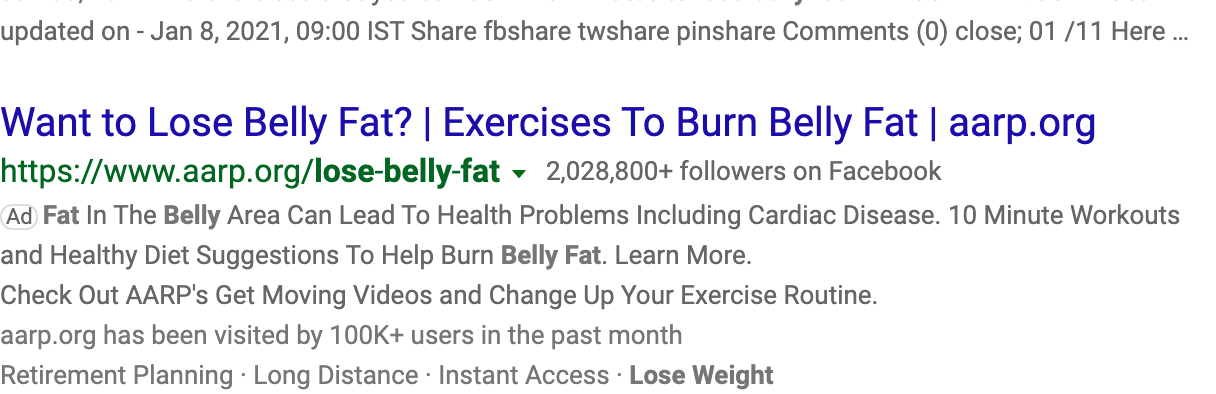 updated on - Jan 8, 2021, 09:00 IST Share fbshare twshare pinshare Comments (0) close; 01 /11 Here ...
Want to Lose Belly Fat? | Exercises To Burn Belly Fat | aarp.org
https://www.aarp.org/lose-belly-fat 2,028,800+ followers on Facebook
Ad Fat In The Belly Area Can Lead To Health Problems Including Cardiac Disease. 10 Minute Workouts
and Healthy Diet Suggestions To Help Burn Belly Fat. Learn More.
Check Out AARP's Get Moving Videos and Change Up Your Exercise Routine.
aarp.org has been visited by 100K+ users in the past month
Retirement Planning · Long Distance · Instant Access · Lose Weight